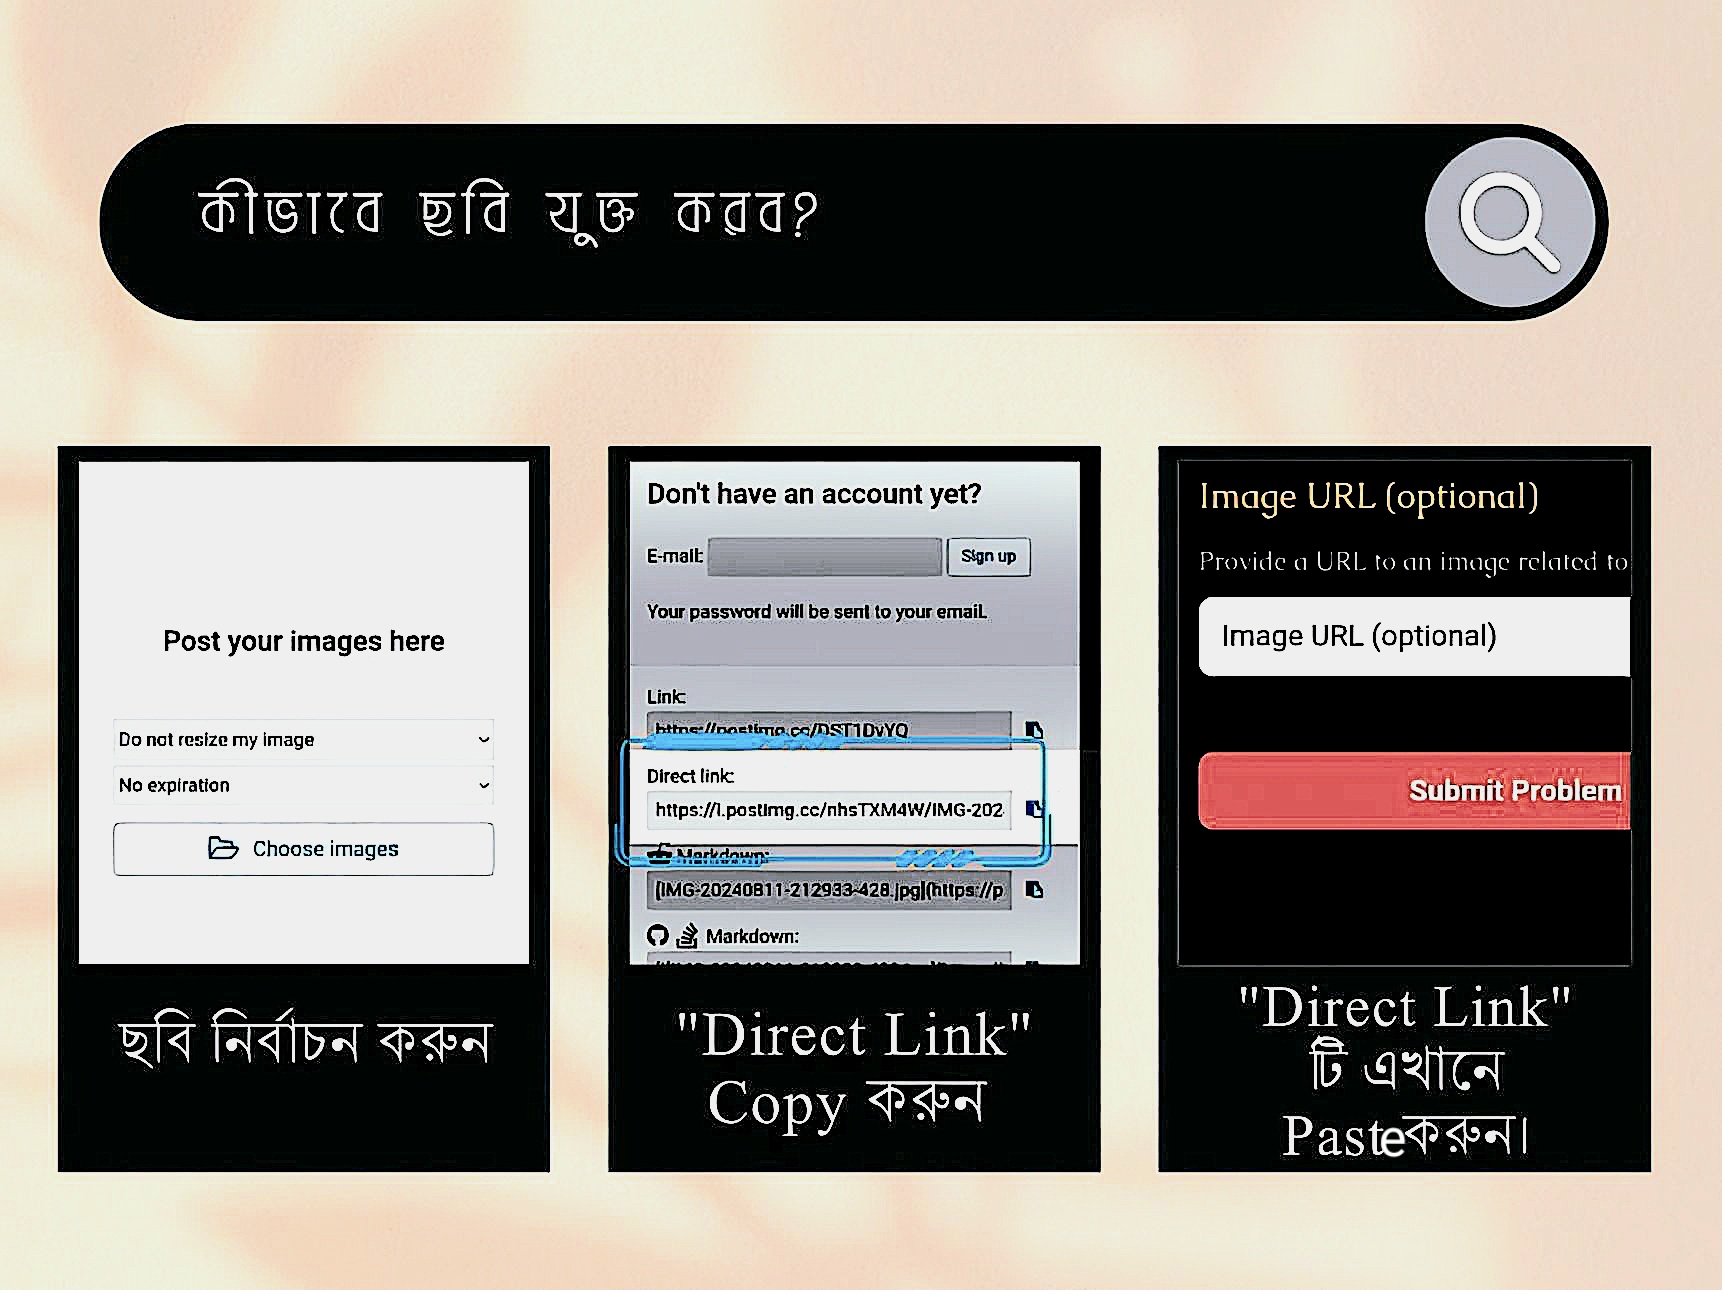 কীভাবে ছবি যুক্ত করব?
Post your images here
Do not resize my image
No expiration
Choose images
ছবি নির্বাচন করুন
Don't have an account yet?
E-mail: Sign up
Your password will be sent to your email.
Link:
https://postimg.cc/DST1DvYQ
Direct link:
https://i.postimg.cc/nhsTXM4W/IMG-202
Markdown:
[IMG-20240811-212933-428.jpg](https://p
Markdown:
"Direct Link"
Copy করুন
Image URL (optional)
Provide a URL to an image related to
Image URL (optional)
Submit Problem
"Direct Link"
টি এখানে
Pasteকরুন।